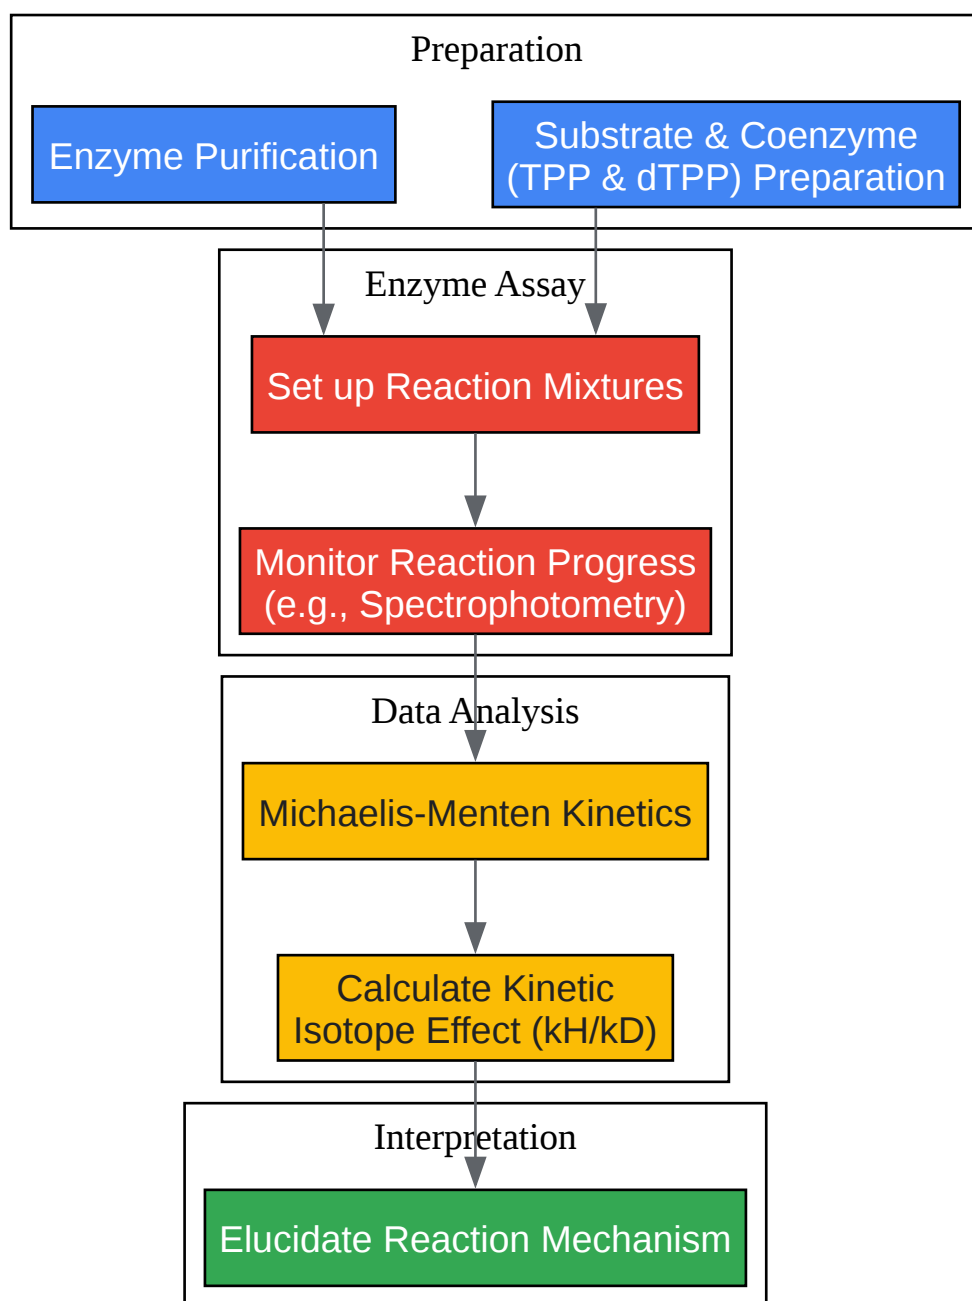 Preparation
Enzyme Purification
Substrate & Coenzyme
(TPP & dTPP) Preparation
Enzyme Assay
Set up Reaction Mixtures
Monitor Reaction Progress
(e.g., Spectrophotometry)
Data Analysis
Michaelis-Menten Kinetics
Calculate Kinetic
Isotope Effect (kH/kD)
Interpretation
Elucidate Reaction Mechanism